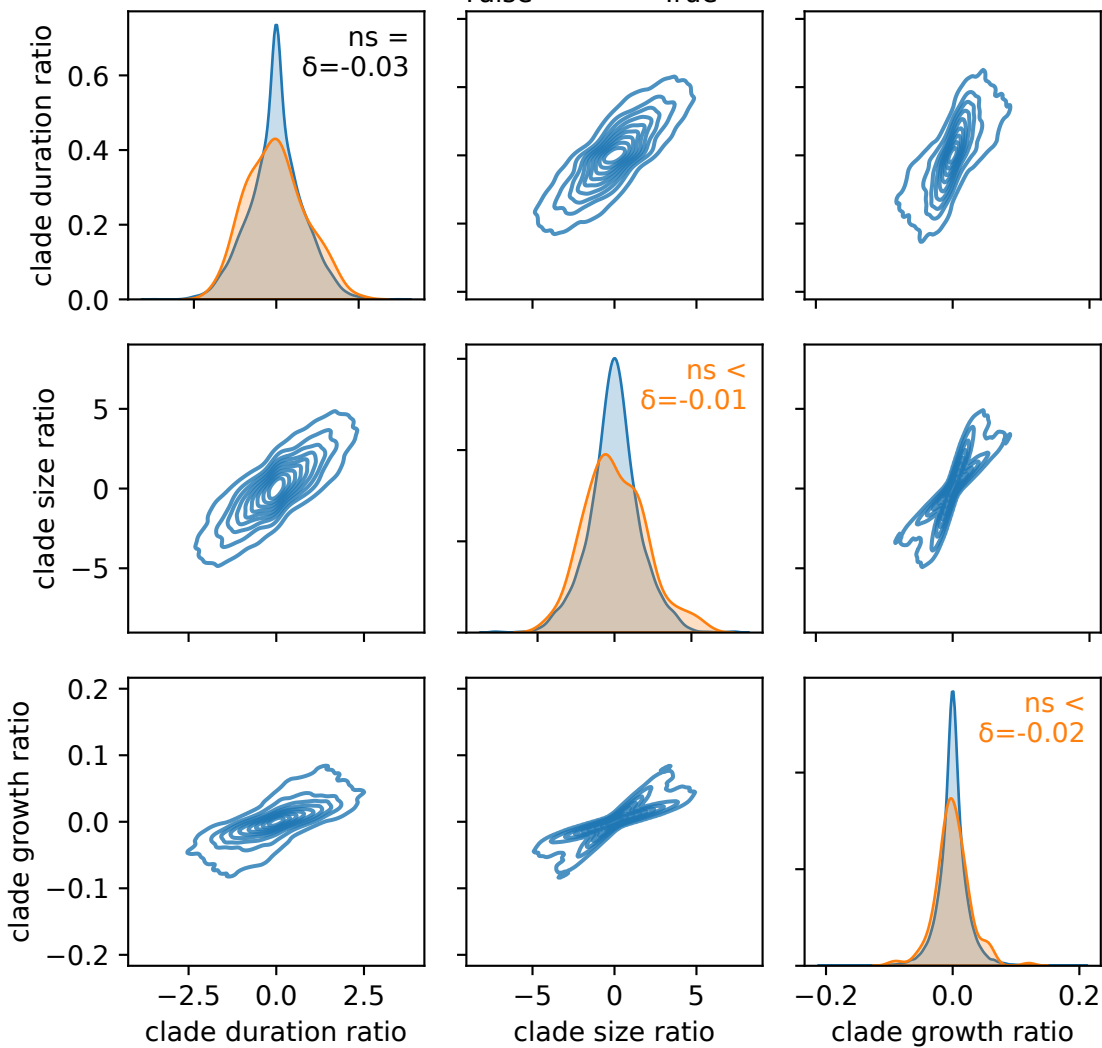 clade duration ratio
0.6
0.4
0.2
0.0
ns =
δ=-0.03
clade size ratio
5
0
−5
ns <
δ=-0.01
clade growth ratio
0.2
0.1
0.0
−0.1
−0.2
ns <
δ=-0.02
−2.5
0.0
2.5
clade duration ratio
−5
0
5
clade size ratio
−0.2
0.0
0.2
clade growth ratio